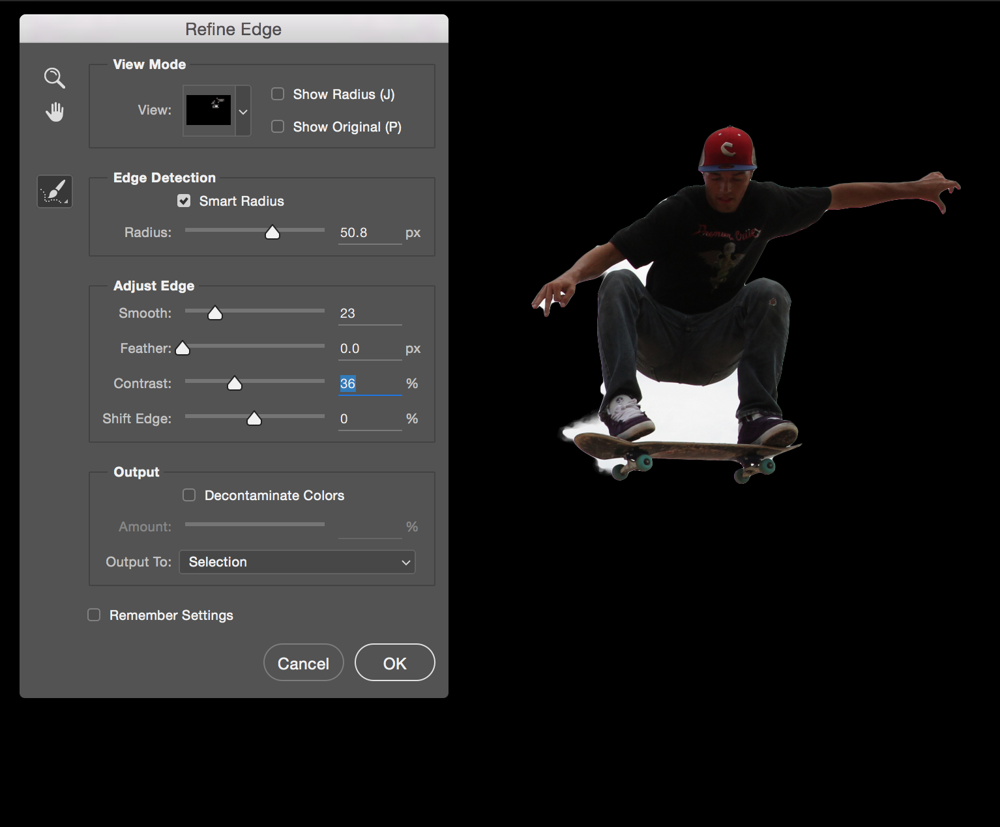 Refine Edge
View Mode
View:
Show Radius (J)
Show Original (P)
Edge Detection
Smart Radius
Radius: 50.8 px
Adjust Edge
Smooth: 23
Feather: 0.0 px
Contrast: 36 %
Shift Edge: 0 %
Output
Decontaminate Colors
Amount: %
Output To: Selection
Remember Settings
Cancel OK
C